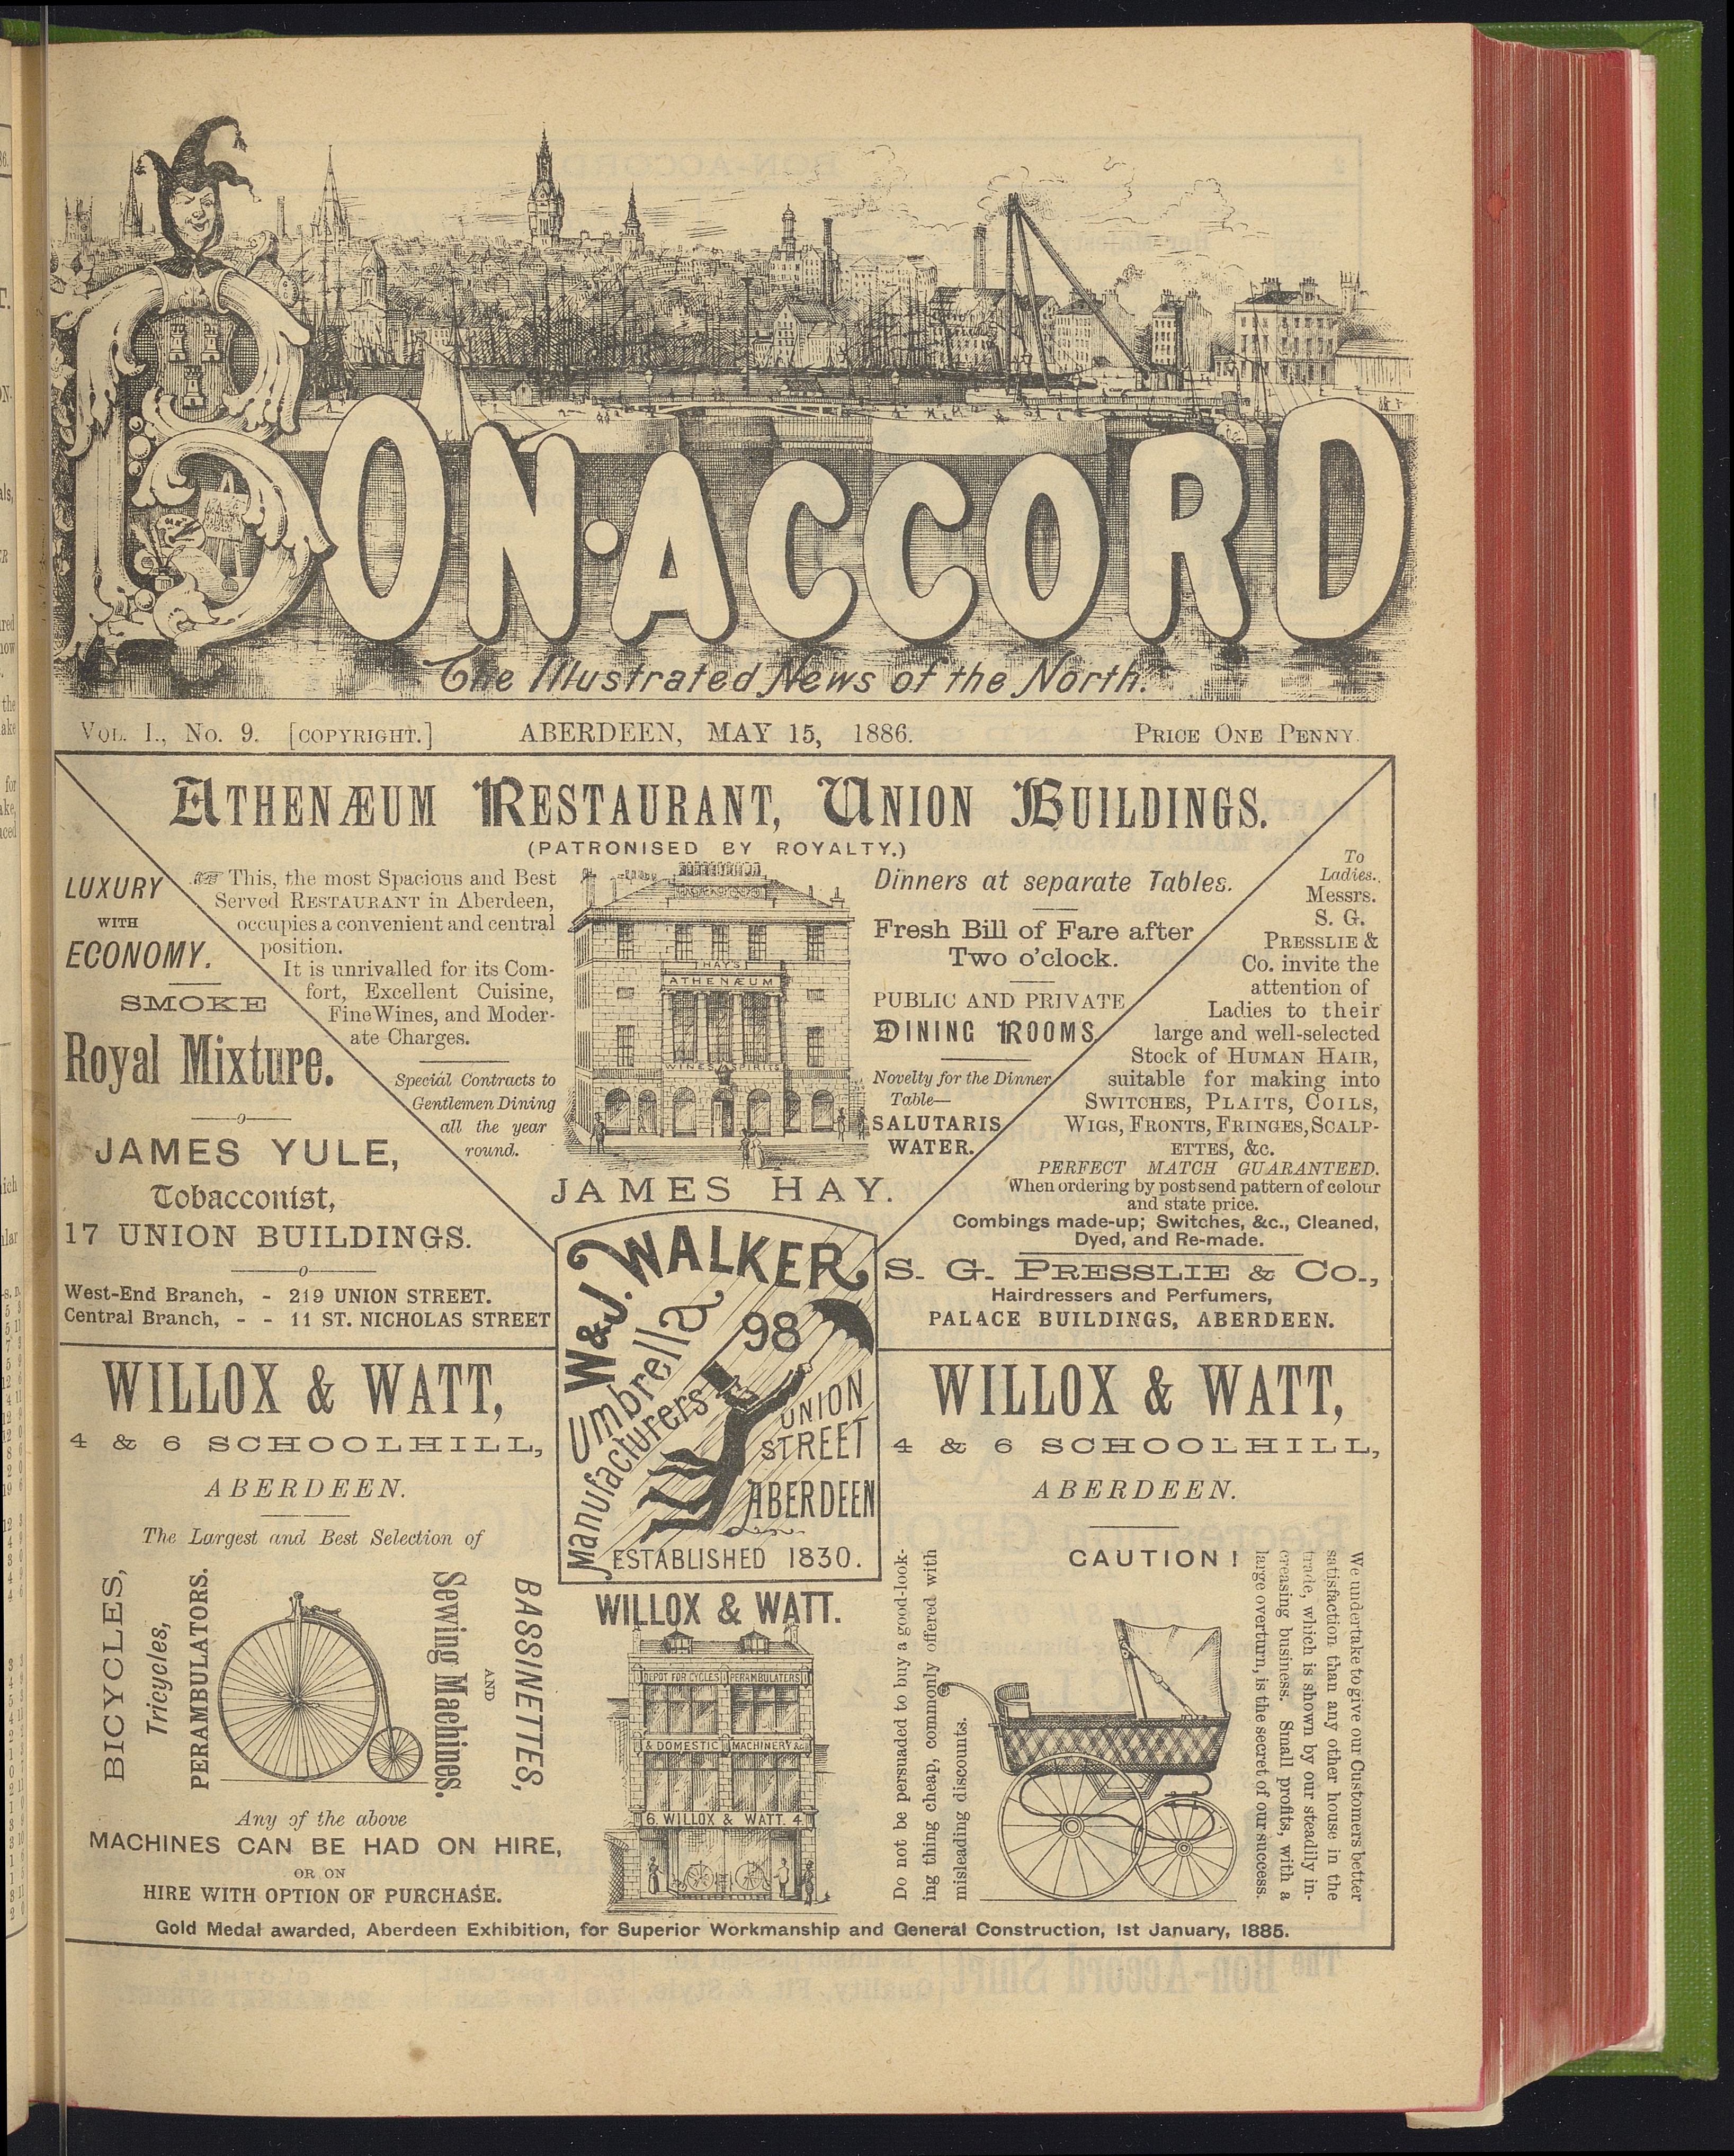 BON·ACCORD
The Illustrated News of the North.
VOL. I., No. 9. [COPYRIGHT.] ABERDEEN, MAY 15, 1886. PRICE ONE PENNY.
ATHENÆUM RESTAURANT, UNION BUILDINGS.
(PATRONISED BY ROYALTY.)
LUXURY
WITH
ECONOMY.
SMOKE
Royal Mixture.
JAMES YULE,
Tobacconist,
17 UNION BUILDINGS.
West-End Branch, - 219 UNION STREET.
Central Branch, - - 11 ST. NICHOLAS STREET
☞ This, the most Spacious and Best
Served RESTAURANT in Aberdeen,
occupies a convenient and central
position.
It is unrivalled for its Com-
fort, Excellent Cuisine,
Fine Wines, and Moder-
ate Charges.
Special Contracts to
Gentlemen Dining
all the year
round.
HAY'S
ATHENÆUM
WINES & SPIRITS
JAMES HAY.
Dinners at separate Tables.
Fresh Bill of Fare after
Two o'clock.
PUBLIC AND PRIVATE
DINING ROOMS.
Novelty for the Dinner
Table—
SALUTARIS
WATER.
To
Ladies.
Messrs.
S. G.
PRESSLIE &
Co. invite the
attention of
Ladies to their
large and well-selected
Stock of HUMAN HAIR,
suitable for making into
SWITCHES, PLAITS, COILS,
WIGS, FRONTS, FRINGES, SCALP-
ETTES, &c.
PERFECT MATCH GUARANTEED.
When ordering by post send pattern of colour
and state price.
Combings made-up; Switches, &c., Cleaned,
Dyed, and Re-made.
S. G. PRESSLIE & Co.,
Hairdressers and Perfumers,
PALACE BUILDINGS, ABERDEEN.
W & J. WALKER
Umbrella
Manufacturers
98
UNION
STREET
ABERDEEN
ESTABLISHED 1830.
WILLOX & WATT,
4 & 6 SCHOOLHILL,
ABERDEEN.
The Largest and Best Selection of
BICYCLES,
Tricycles,
PERAMBULATORS.
Sewing Machines.
AND
BASSINETTES,
Any of the above
MACHINES CAN BE HAD ON HIRE,
OR ON
HIRE WITH OPTION OF PURCHASE.
WILLOX & WATT.
DEPOT FOR CYCLES PERAMBULATERS
& DOMESTIC MACHINERY &c
6. WILLOX & WATT. 4.
WILLOX & WATT,
4 & 6 SCHOOLHILL,
ABERDEEN.
CAUTION!
Do not be persuaded to buy a good-look-
ing thing cheap, commonly offered with
misleading discounts.
We undertake to give our Customers better
satisfaction than any other house in the
trade, which is shown by our steadily in-
creasing business. Small profits, with a
large overturn, is the secret of our success.
Gold Medal awarded, Aberdeen Exhibition, for Superior Workmanship and General Construction, 1st January, 1885.